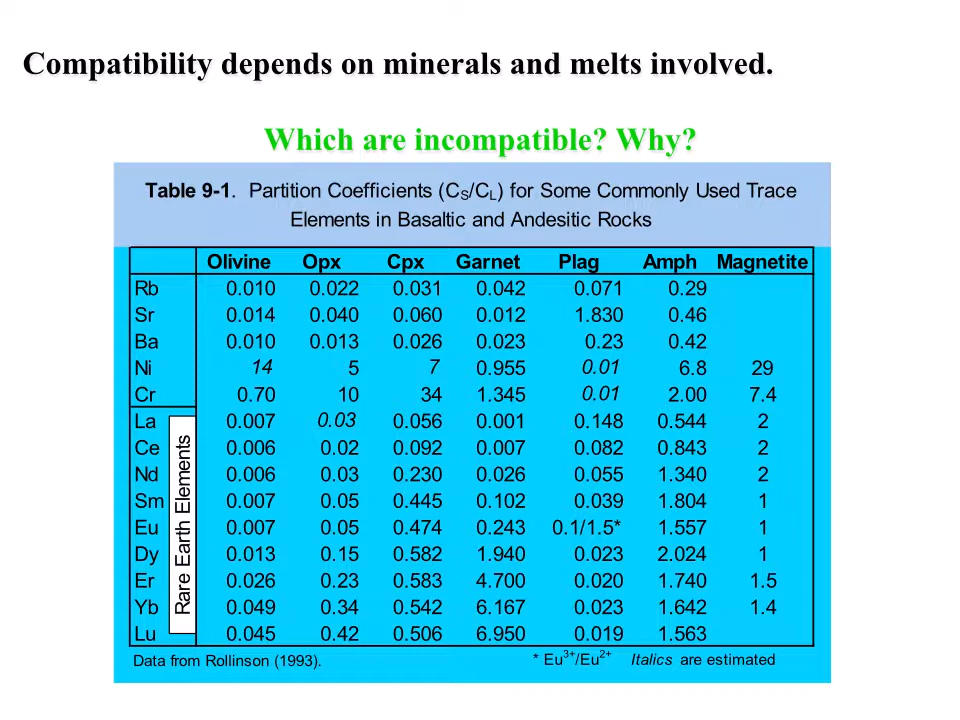 Compatibility depends on minerals and melts involved.
Which are incompatible? Why?
Table 9-1. Partition Coefficients (CS/CL) for Some Commonly Used Trace
Elements in Basaltic and Andesitic Rocks
Olivine Opx Cpx Garnet Plag Amph Magnetite
Rb 0.010 0.022 0.031 0.042 0.071 0.29
Sr 0.014 0.040 0.060 0.012 1.830 0.46
Ba 0.010 0.013 0.026 0.023 0.23 0.42
Ni 14 5 7 0.955 0.01 6.8 29
Cr 0.70 10 34 1.345 0.01 2.00 7.4
La 0.007 0.03 0.056 0.001 0.148 0.544 2
Ce 0.006 0.02 0.092 0.007 0.082 0.843 2
Nd 0.006 0.03 0.230 0.026 0.055 1.340 2
Sm 0.007 0.05 0.445 0.102 0.039 1.804 1
Eu 0.007 0.05 0.474 0.243 0.1/1.5* 1.557 1
Dy 0.013 0.15 0.582 1.940 0.023 2.024 1
Er 0.026 0.23 0.583 4.700 0.020 1.740 1.5
Yb 0.049 0.34 0.542 6.167 0.023 1.642 1.4
Lu 0.045 0.42 0.506 6.950 0.019 1.563
Rare Earth Elements
Data from Rollinson (1993). * Eu3+/Eu2+ Italics are estimated